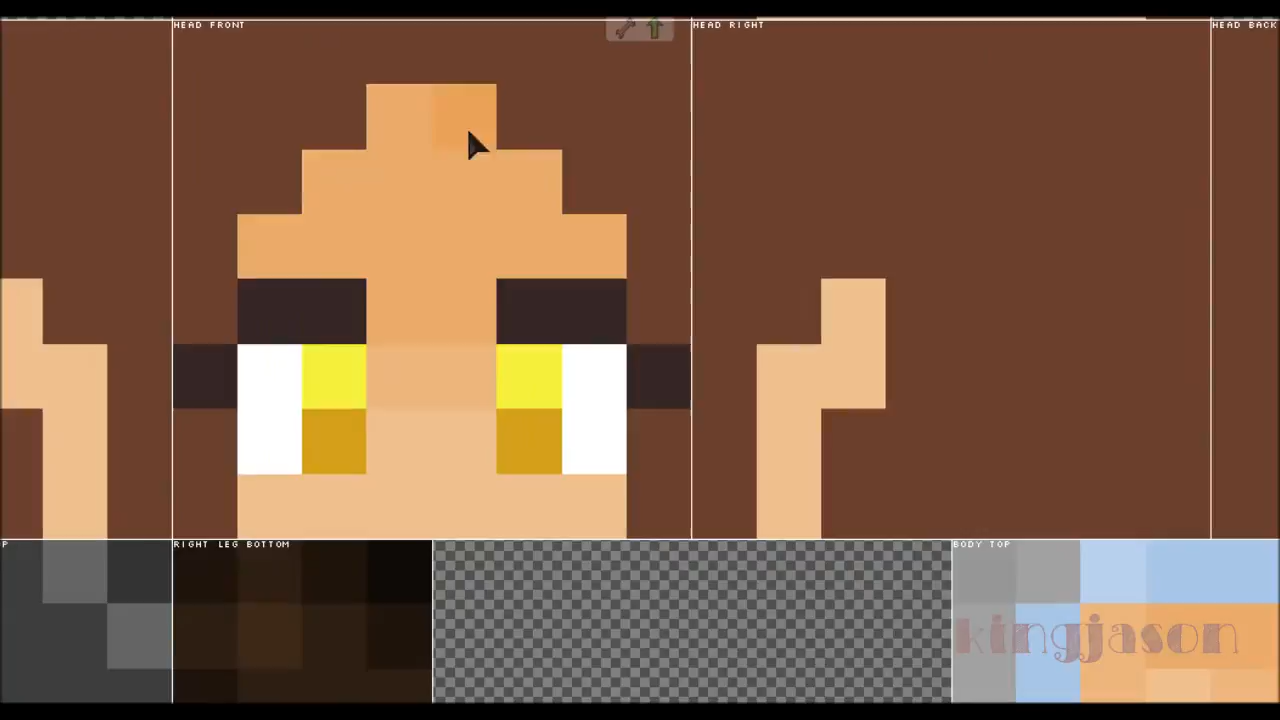 HEAD FRONT
HEAD RIGHT
HEAD BACK
P
RIGHT LEG BOTTOM
BODY TOP
kingjason